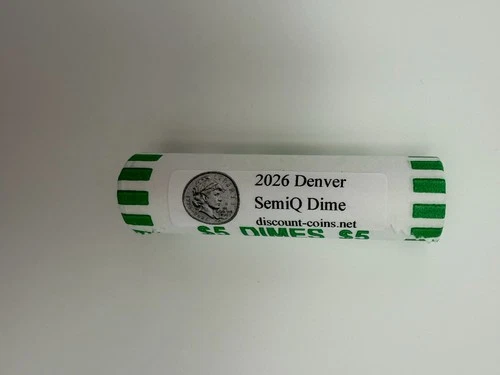 2026 Denver
SemiQ Dime
discount-coins.net
$5 DIMES $5